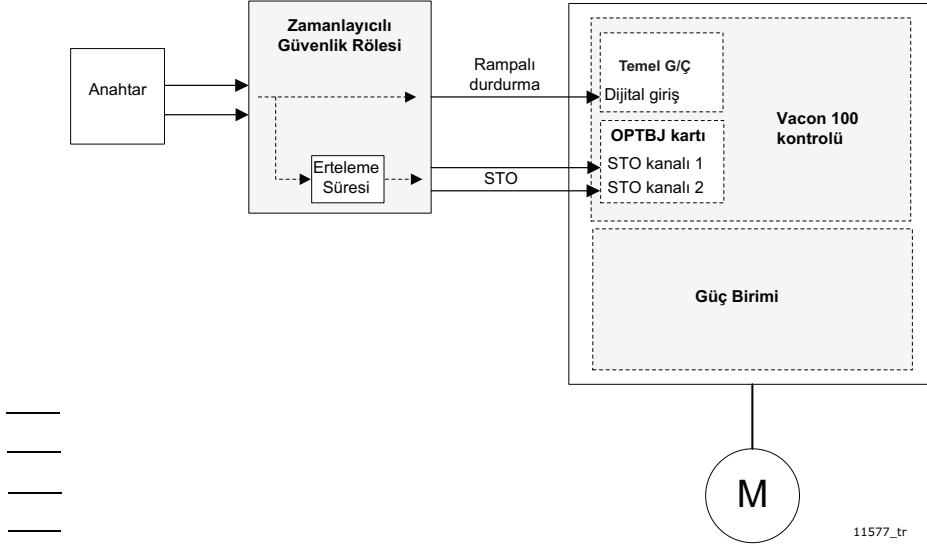 Zamanlayıcılı
Güvenlik Rölesi
Anahtar
Erteleme
Süresi
Rampalı
durdurma
STO
Temel G/Ç
Dijital giriş
OPTBJ kartı
STO kanalı 1
STO kanalı 2
Vacon 100
kontrolü
Güç Birimi
M
11577_tr